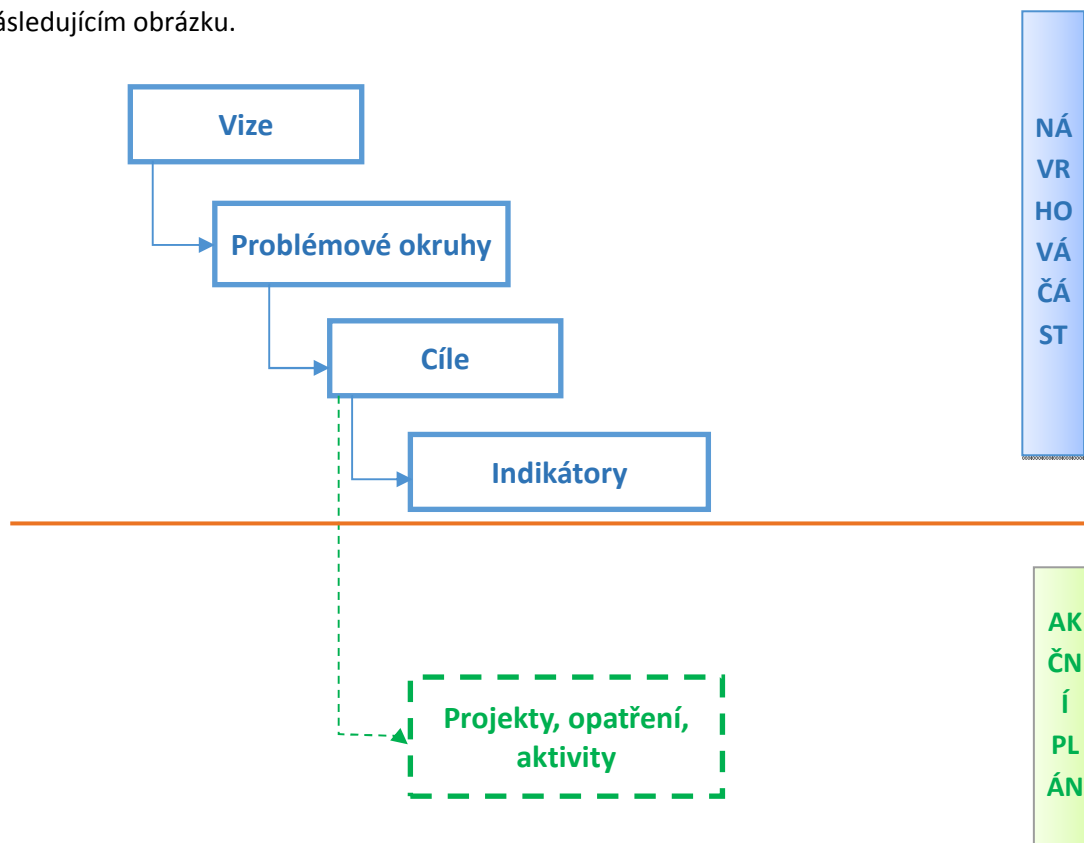 ásledujícím obrázku.
Vize
Problémové okruhy
Cíle
Indikátory
NÁ
VR
HO
VÁ
ČÁ
ST
Projekty, opatření,
aktivity
AK
ČN
Í
PL
ÁN